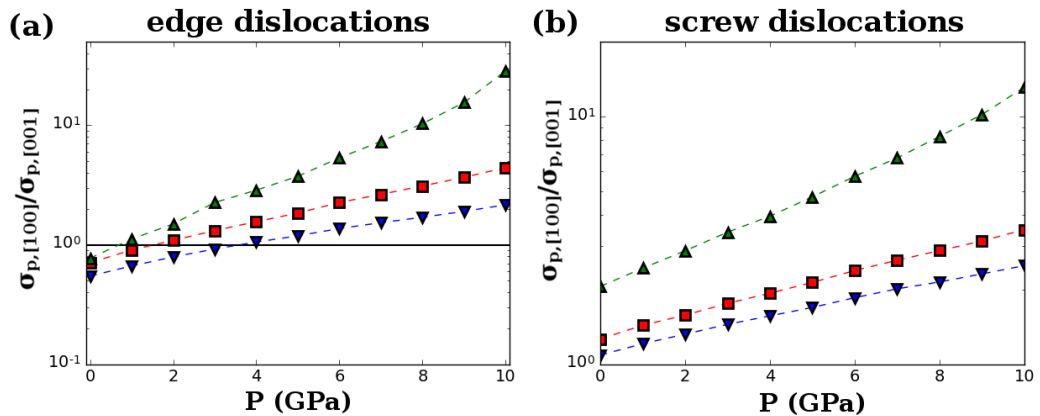 (a) edge dislocations
σp,[100]/σp,[001]
10¹
10⁰
10⁻¹
0 2 4 6 8 10
P (GPa)
(b) screw dislocations
σp,[100]/σp,[001]
10¹
10⁰
0 2 4 6 8 10
P (GPa)